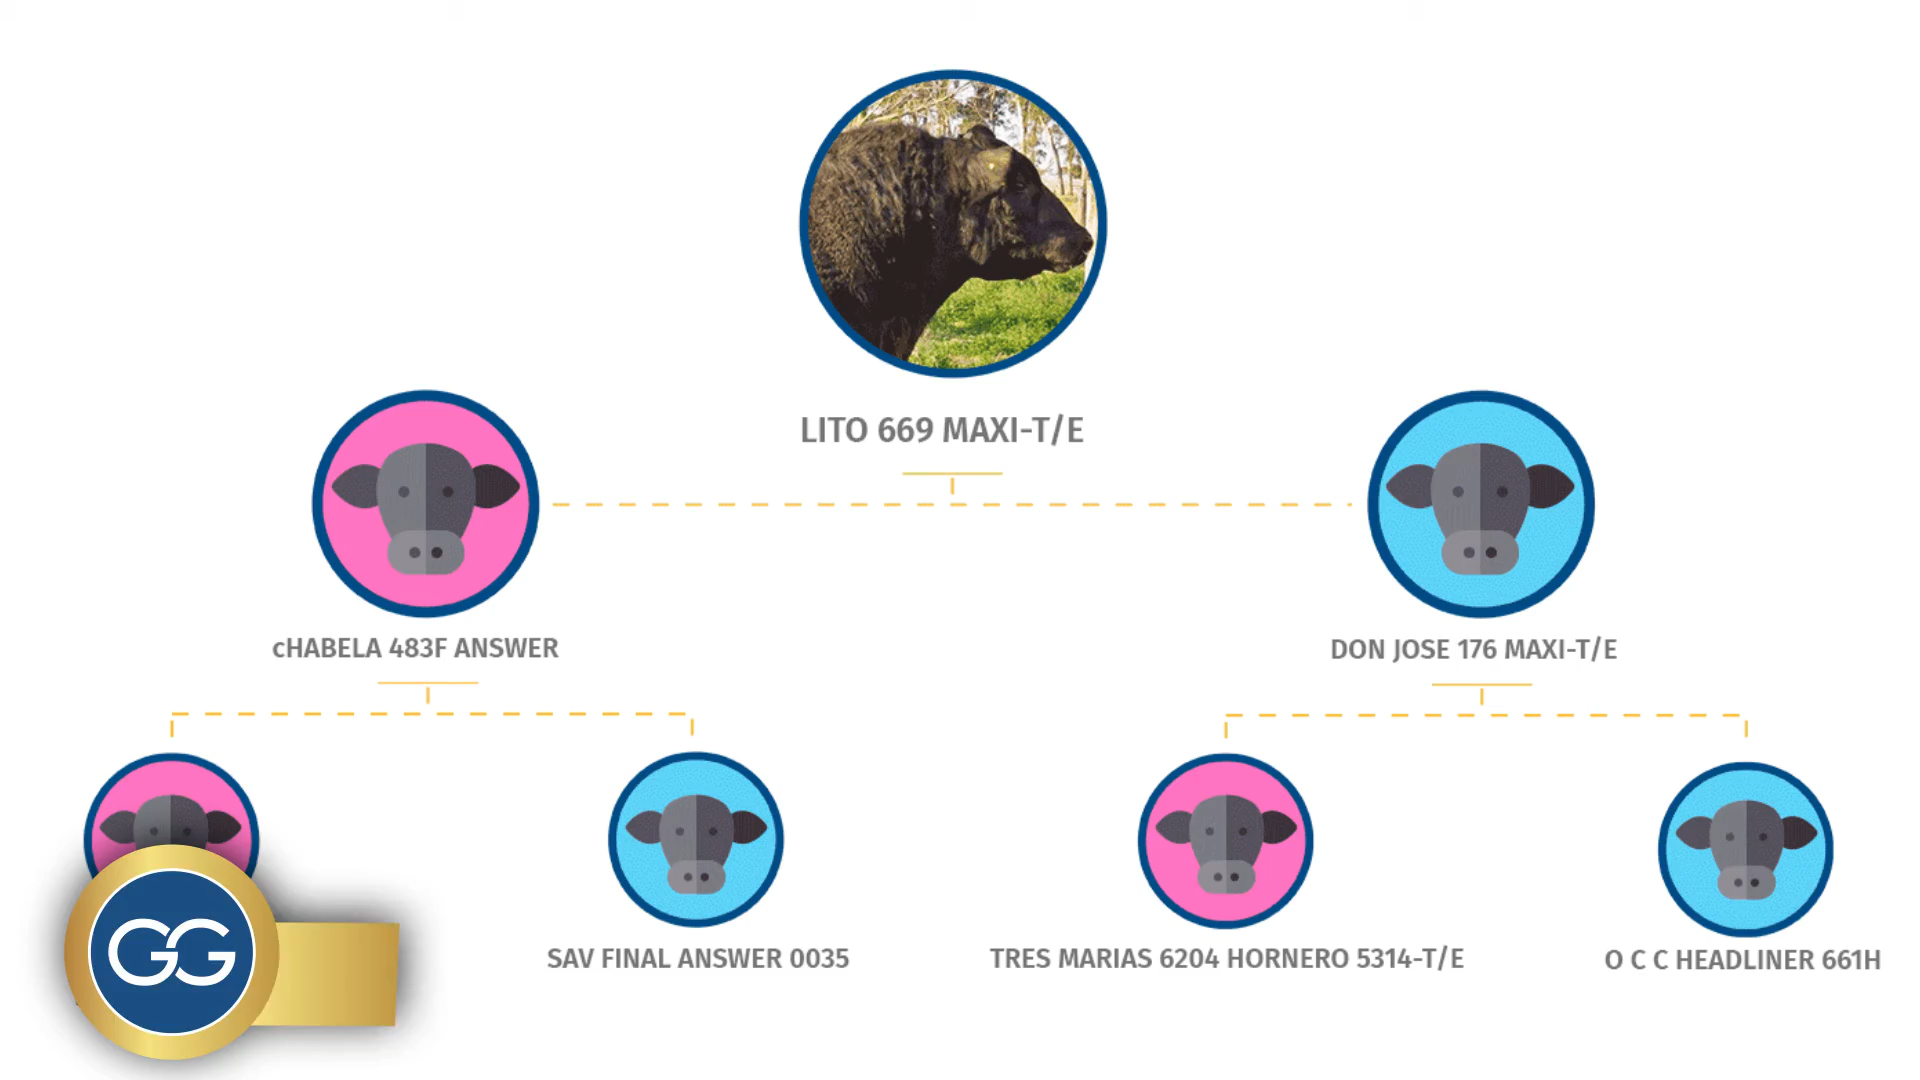 LITO 669 MAXI-T/E
cHABELA 483F ANSWER
DON JOSE 176 MAXI-T/E
SAV FINAL ANSWER 0035
TRES MARIAS 6204 HORNERO 5314-T/E
O C C HEADLINER 661H
GG